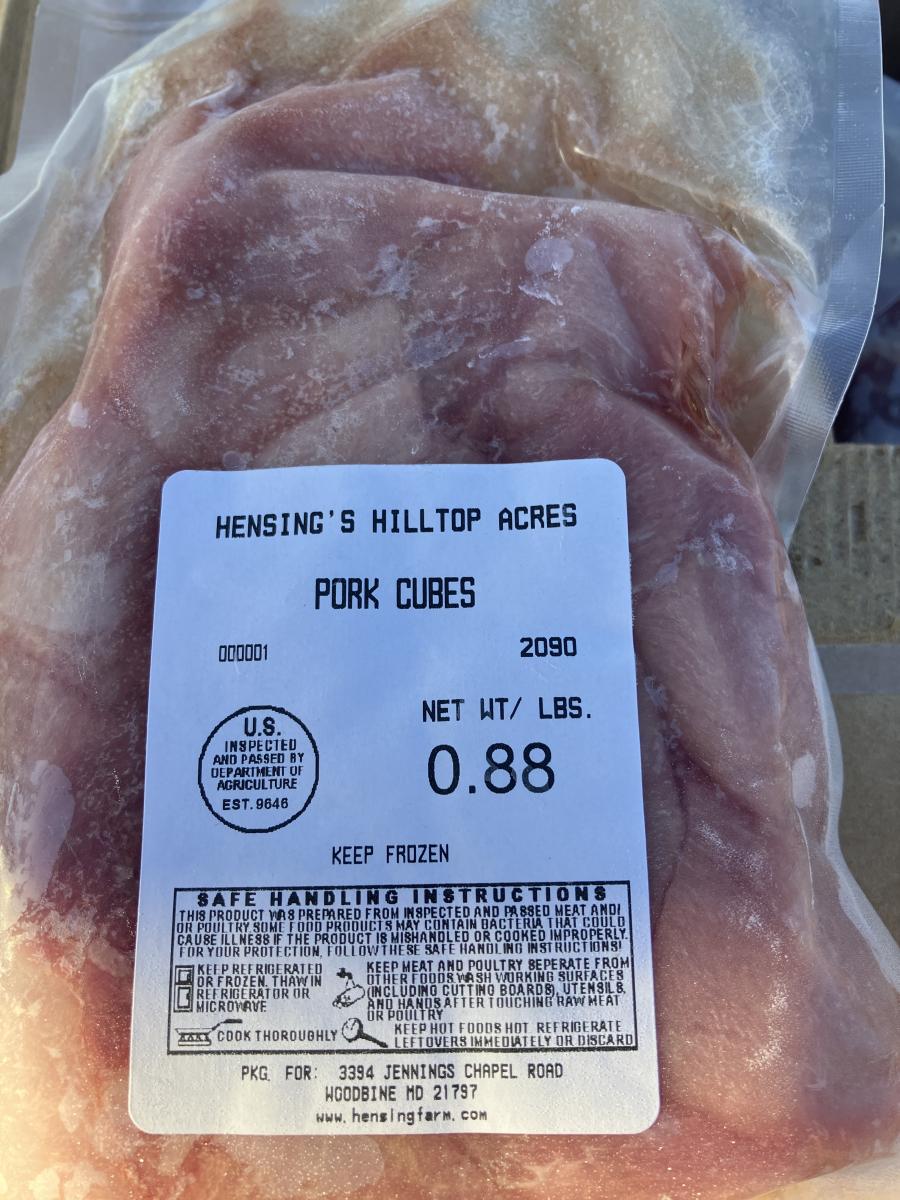 HENSING'S HILLTOP ACRES
PORK CUBES
000001 2090
NET WT/ LBS.
0.88
U.S.
INSPECTED
AND PASSED BY
DEPARTMENT OF
AGRICULTURE
EST. 9646
KEEP FROZEN
SAFE HANDLING INSTRUCTIONS
THIS PRODUCT WAS PREPARED FROM INSPECTED AND PASSED MEAT AND/
OR POULTRY. SOME FOOD PRODUCTS MAY CONTAIN BACTERIA THAT COULD
CAUSE ILLNESS IF THE PRODUCT IS MISHANDLED OR COOKED IMPROPERLY.
FOR YOUR PROTECTION, FOLLOW THESE SAFE HANDLING INSTRUCTIONS!
KEEP REFRIGERATED
OR FROZEN. THAW IN
REFRIGERATOR OR
MICROWAVE
KEEP MEAT AND POULTRY SEPERATE FROM
OTHER FOODS WASH WORKING SURFACES
(INCLUDING CUTTING BOARDS), UTENSILS,
AND HANDS AFTER TOUCHING RAW MEAT
OR POULTRY
COOK THOROUGHLY
KEEP HOT FOODS HOT. REFRIGERATE
LEFTOVERS IMMEDIATELY OR DISCARD
PKG. FOR: 3394 JENNINGS CHAPEL ROAD
WOODBINE MD 21797
www.hensingfarm.com